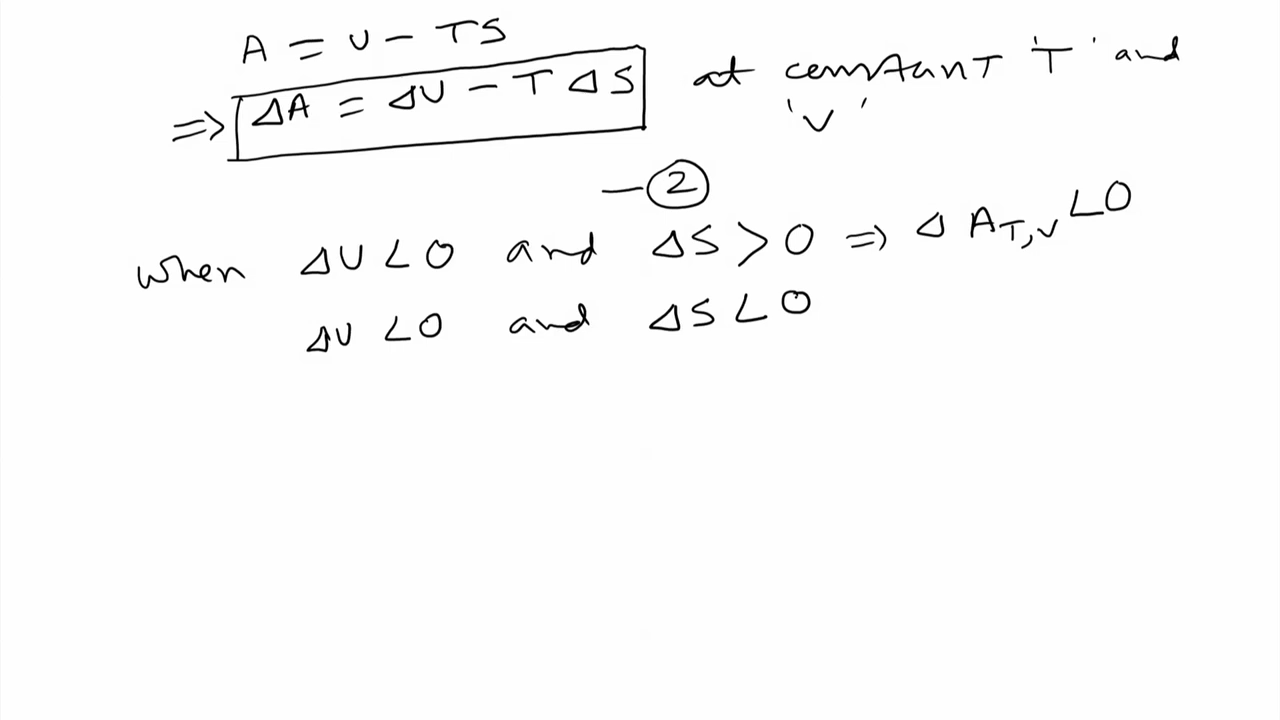 A = U - TS
⇒ ΔA = ΔU - TΔS at constant 'T' and 'V'
- ②
when ΔU < 0 and ΔS > 0 ⇒ ΔA_{T,V} < 0
ΔU < 0 and ΔS < 0